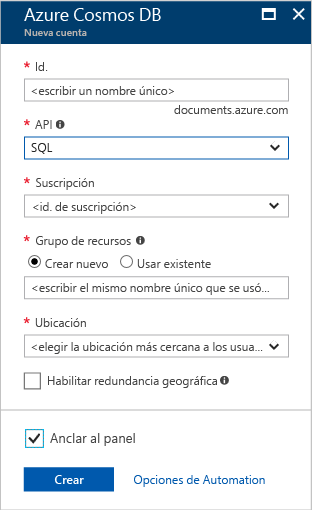 Azure Cosmos DB
Nueva cuenta
* Id.
<escribir un nombre único>
documents.azure.com
* API
SQL
* Suscripción
<id. de suscripción>
* Grupo de recursos
Crear nuevo Usar existente
<escribir el mismo nombre único que se usó...
* Ubicación
<elegir la ubicación más cercana a los usua...
Habilitar redundancia geográfica
Anclar al panel
Crear Opciones de Automation